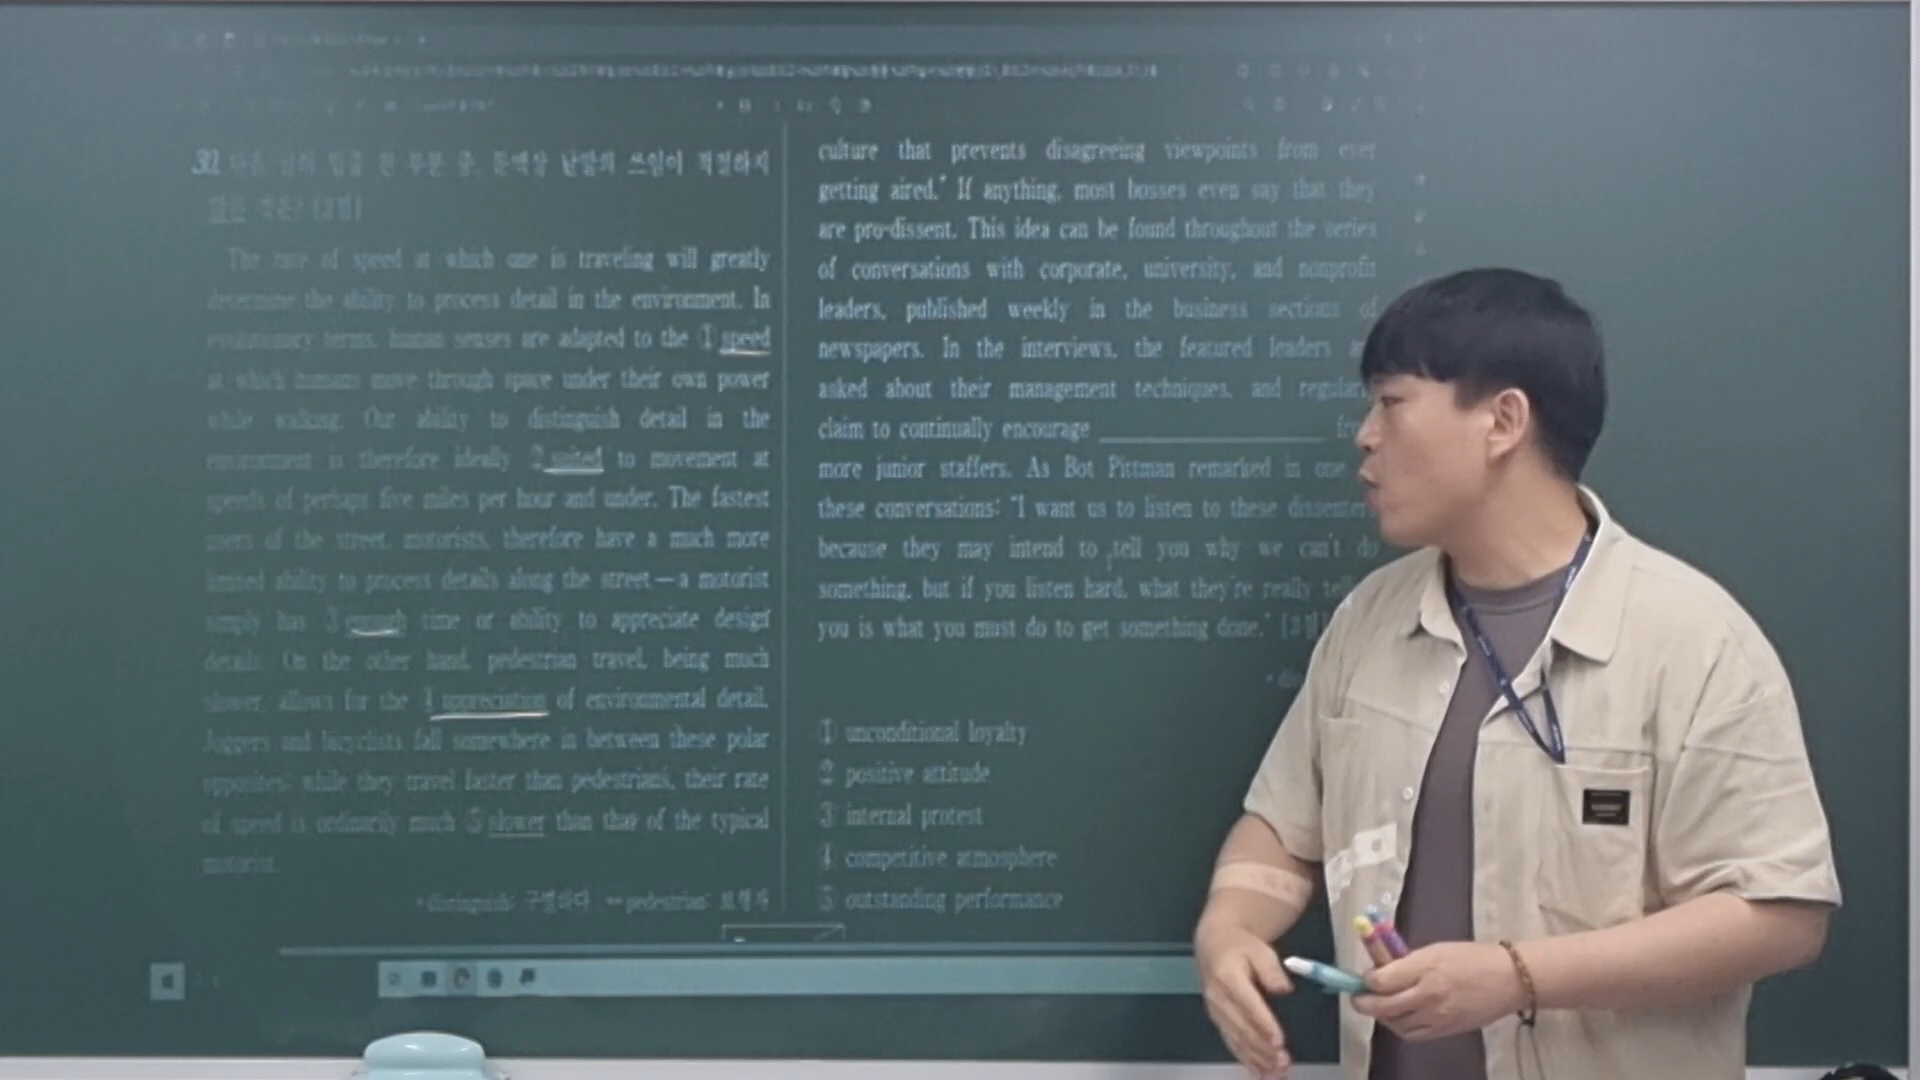 30. 다음 글의 밑줄 친 부분 중, 문맥상 낱말의 쓰임이 적절하지
않은 것은? [3점]
The rate of speed at which one is traveling will greatly
determine the ability to process detail in the environment. In
evolutionary terms, human senses are adapted to the ① speed
at which humans move through space under their own power
while walking. Our ability to distinguish detail in the
environment is therefore ideally ② suited to movement at
speeds of perhaps five miles per hour and under. The fastest
users of the street, motorists, therefore have a much more
limited ability to process details along the street — a motorist
simply has ③ enough time or ability to appreciate design
details. On the other hand, pedestrian travel, being much
slower, allows for the ④ appreciation of environmental detail.
Joggers and bicyclists fall somewhere in between these polar
opposites; while they travel faster than pedestrians, their rate
of speed is ordinarily much ⑤ slower than that of the typical
motorist.
* distinguish: 구별하다 ** pedestrian: 보행자
culture that prevents disagreeing viewpoints from ever
getting aired." If anything, most bosses even say that they
are pro-dissent. This idea can be found throughout the series
of conversations with corporate, university, and nonprofit
leaders, published weekly in the business sections of
newspapers. In the interviews, the featured leaders
asked about their management techniques, and
claim to continually encourage ____________
more junior staffers. As Bot Pittman remarked in one
these conversations: "I want us to listen to these
because they may intend to tell you why we can't do
something, but if you listen hard, what they're really
you is what you must do to get something done."
① unconditional loyalty
② positive attitude
③ internal protest
④ competitive atmosphere
⑤ outstanding performance